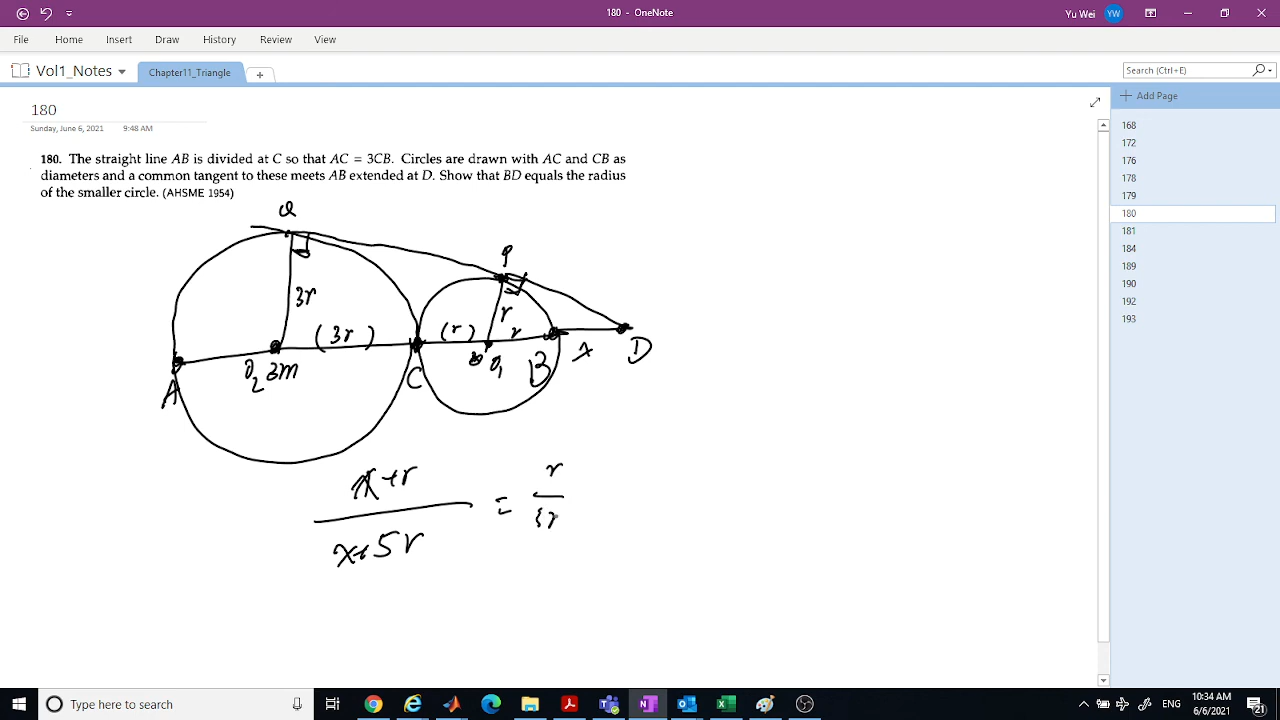 180 - OneNote
Yu Wei YW
File Home Insert Draw History Review View
Vol1_Notes Chapter11_Triangle
Search (Ctrl+E)
Add Page
180
Sunday, June 6, 2021 9:48 AM
180. The straight line AB is divided at C so that AC = 3CB. Circles are drawn with AC and CB as
diameters and a common tangent to these meets AB extended at D. Show that BD equals the radius
of the smaller circle. (AHSME 1954)
Q
P
3r
r
(3r)
(r)
r
A
O2
C
O1
B
x
D
x+r
x+5r
=
r
3r
168
172
176
178
179
180
181
184
189
190
192
193
Type here to search
ENG
10:34 AM
6/6/2021
21